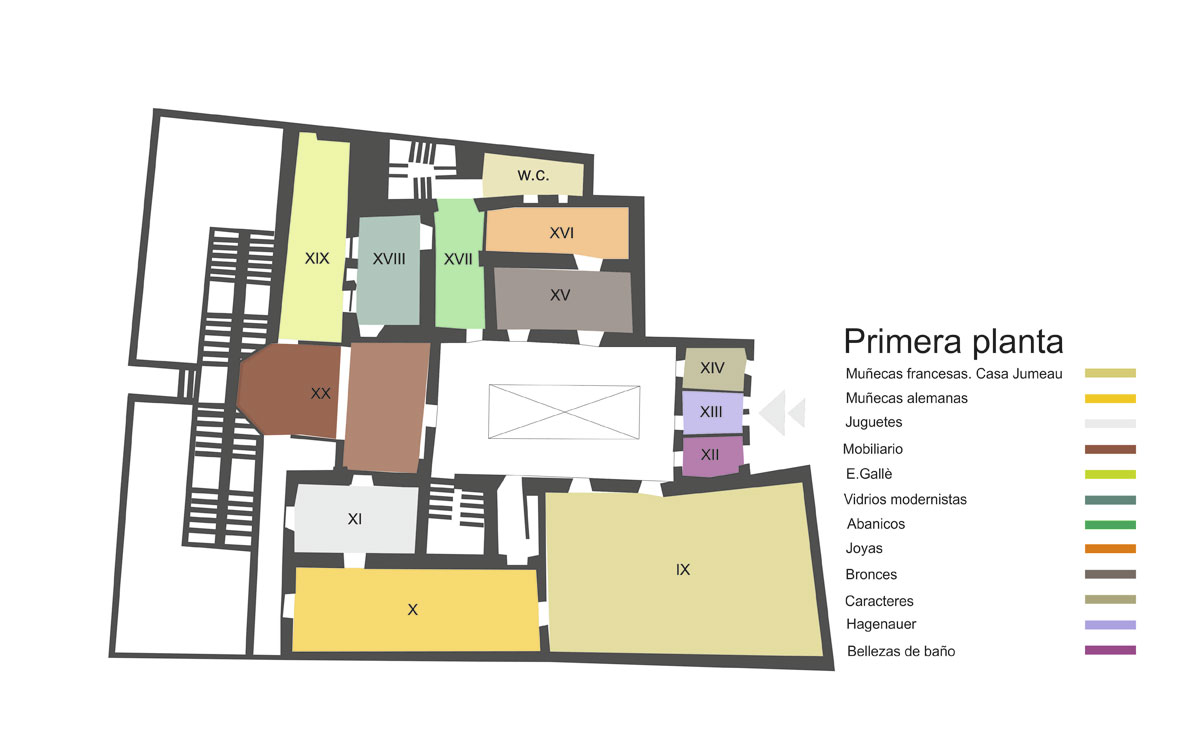 W.C.
XVI
XIX
XVIII
XVII
XV
XX
XIV
XIII
XII
XI
IX
X
Primera planta
Muñecas francesas. Casa Jumeau
Muñecas alemanas
Juguetes
Mobiliario
E.Gallè
Vidrios modernistas
Abanicos
Joyas
Bronces
Caracteres
Hagenauer
Bellezas de baño